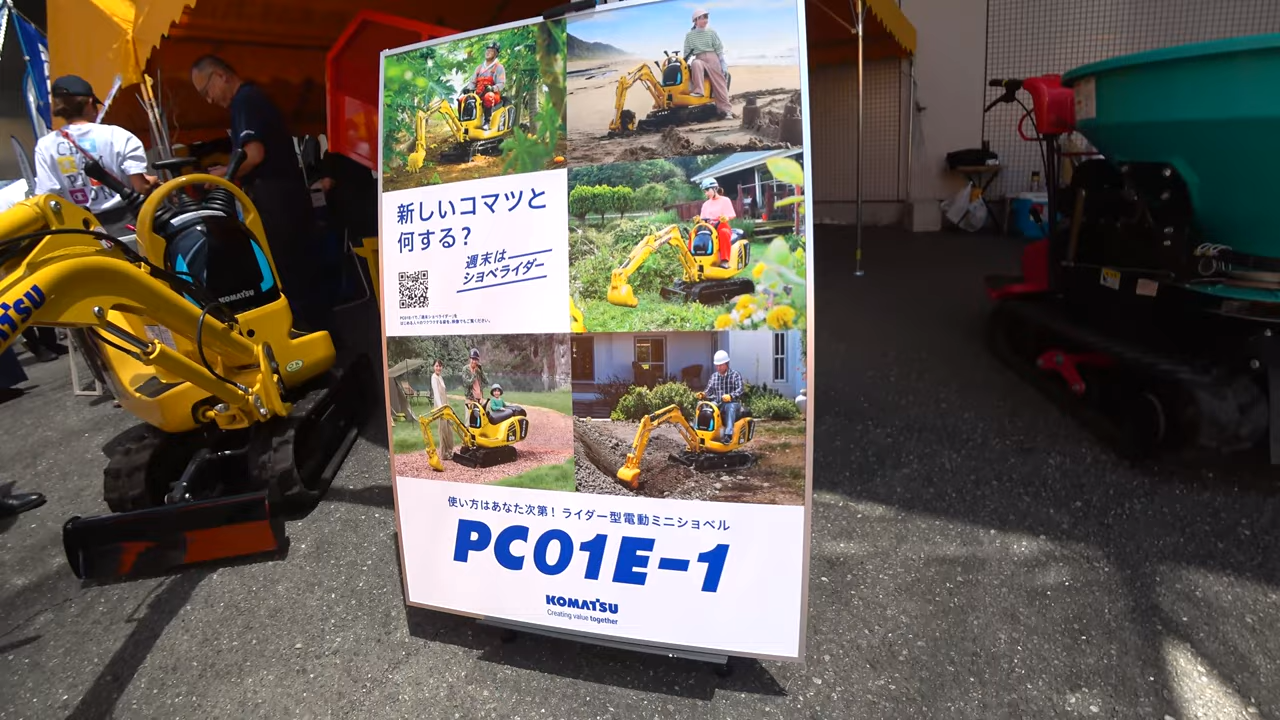 新しいコマツと
何する？
週末は
ショベライダー
使い方はあなた次第！ ライダー型電動ミニショベル
PC01E-1
KOMATSU
Creating value together
KOMATSU